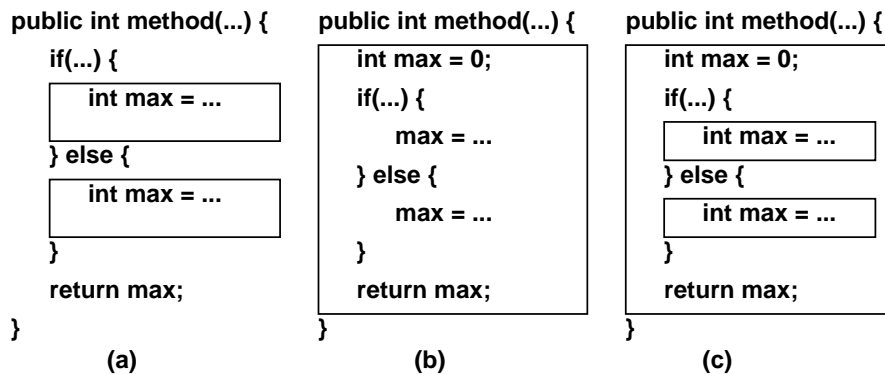 public int method(...) {
if(...) {
int max = ...
} else {
int max = ...
}
return max;
}
(a)
public int method(...) {
int max = 0;
if(...) {
max = ...
} else {
max = ...
}
return max;
}
(b)
public int method(...) {
int max = 0;
if(...) {
int max = ...
} else {
int max = ...
}
return max;
}
(c)